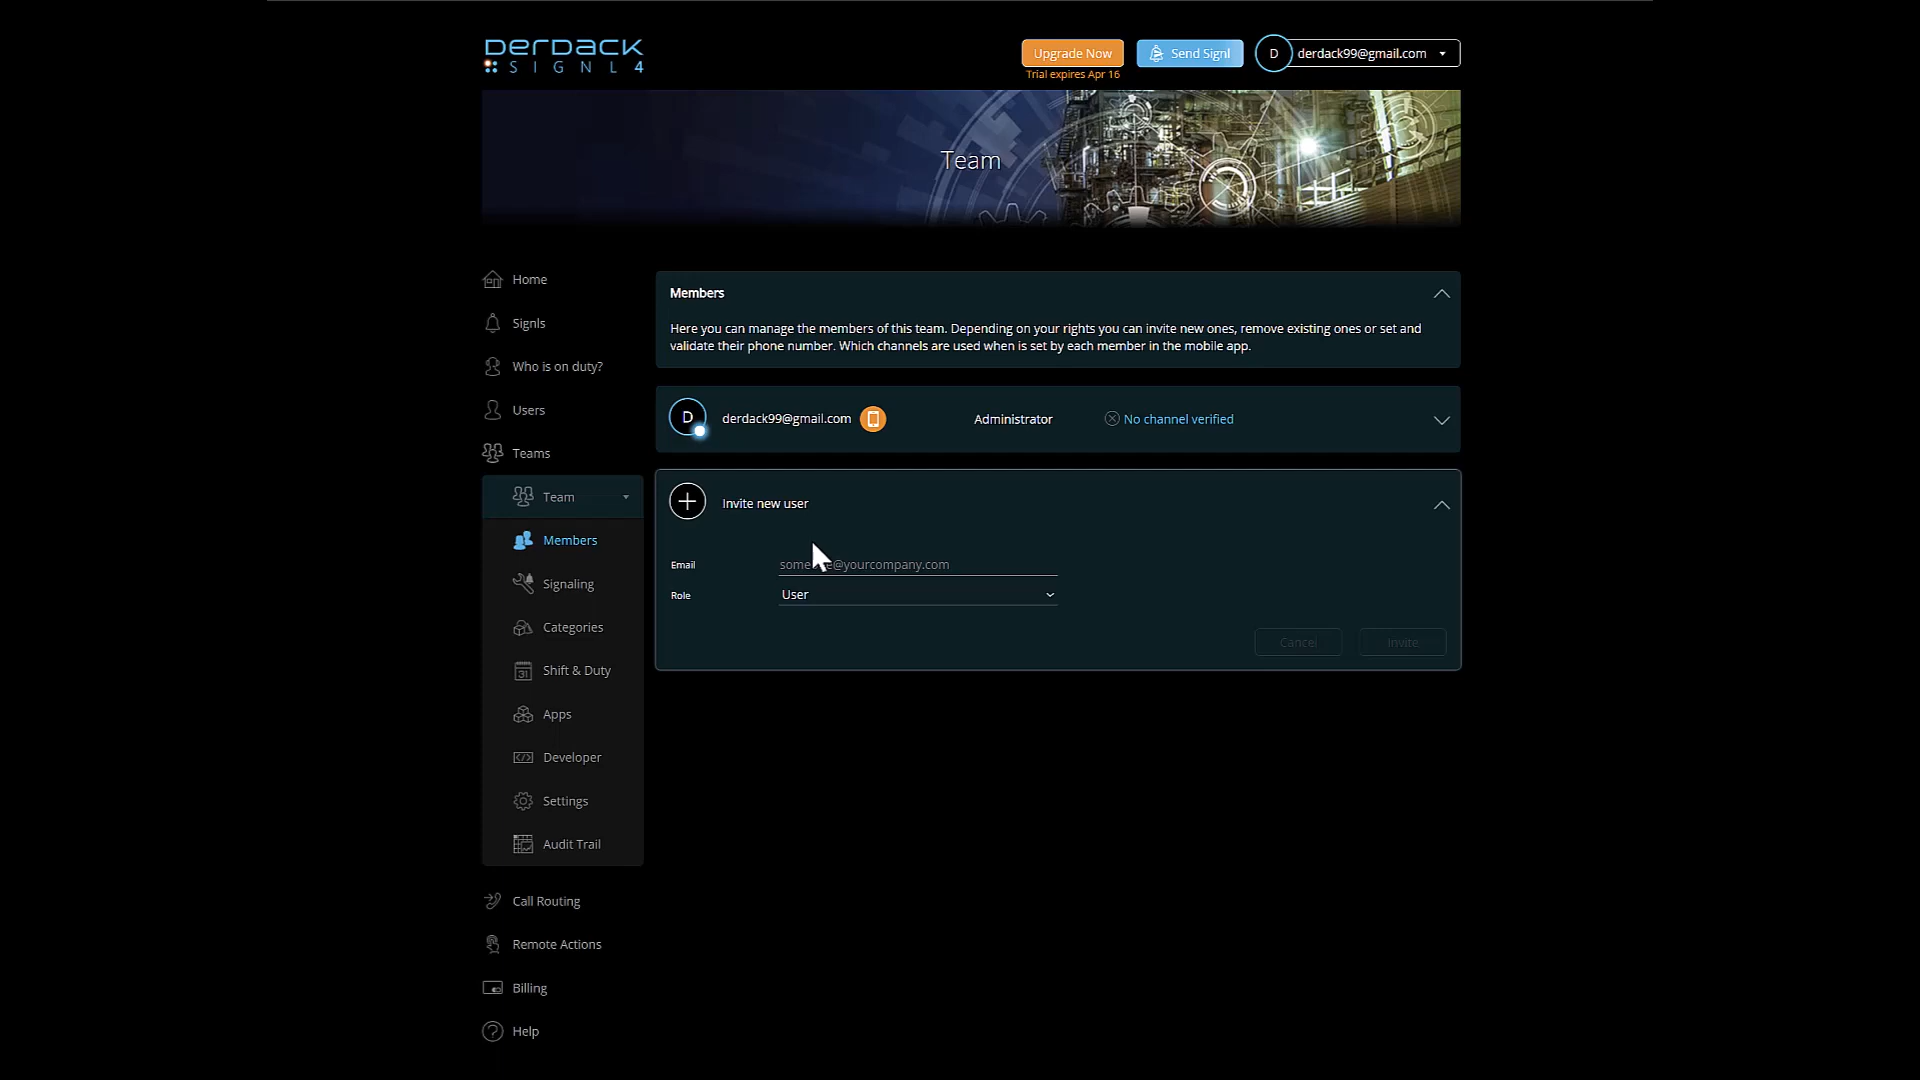 DERDACK
SIGNL4
Upgrade Now
Trial expires Apr 16
Send Signl
D
derdack99@gmail.com
Team
Home
Signls
Who is on duty?
Users
Teams
Team
Members
Signaling
Categories
31
Shift & Duty
Apps
Developer
Settings
Audit Trail
Call Routing
Remote Actions
Billing
Help
Members
Here you can manage the members of this team. Depending on your rights you can invite new ones, remove existing ones or set and
validate their phone number. Which channels are used when is set by each member in the mobile app.
D
derdack99@gmail.com
Administrator
No channel verified
Invite new user
Email
Role
User
Cancel
Invite